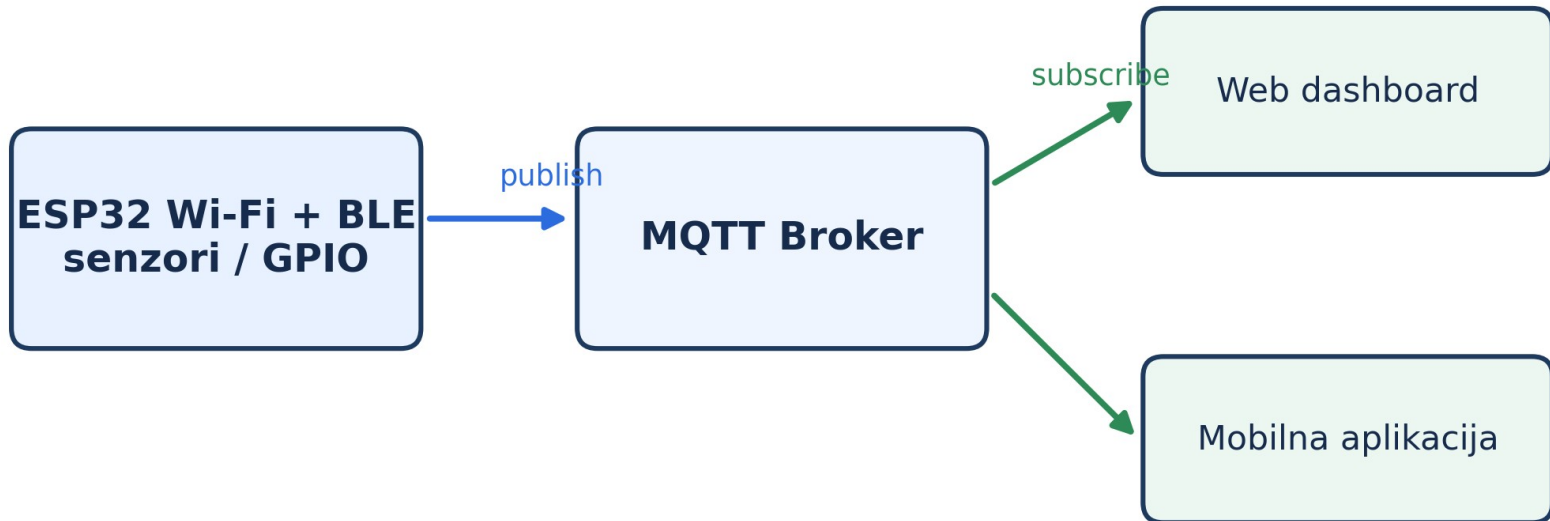 ESP32 Wi-Fi + BLE
senzori / GPIO
publish
MQTT Broker
subscribe
Web dashboard
Mobilna aplikacija